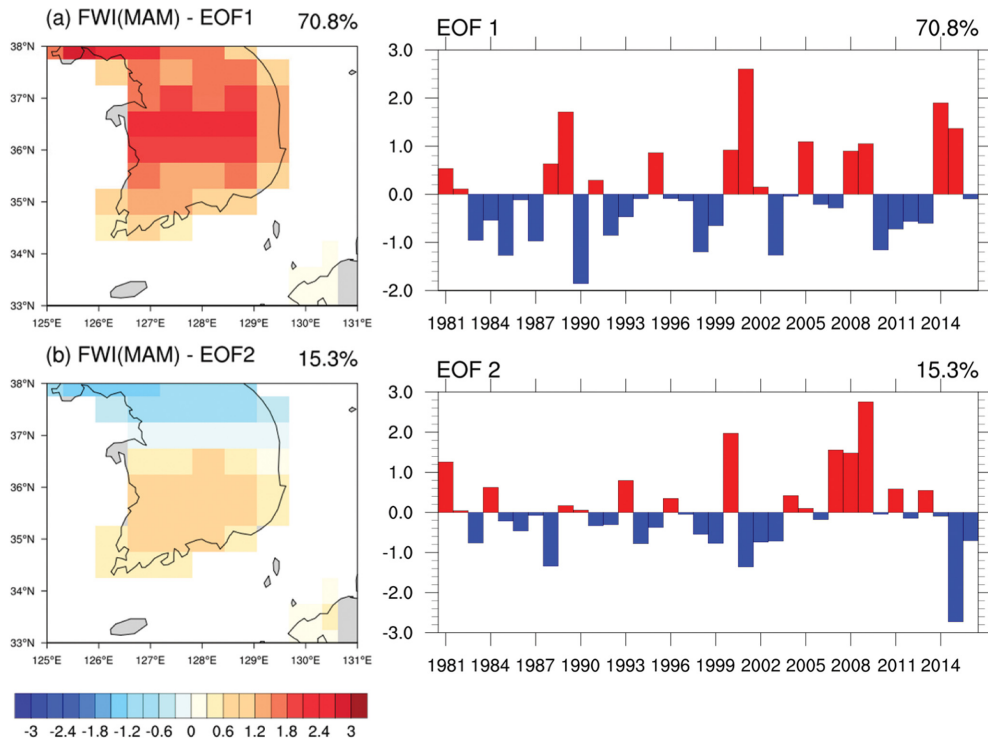 (a) FWI(MAM) - EOF1 70.8%
38°N
37°N
36°N
35°N
34°N
33°N
125°E 126°E 127°E 128°E 129°E 130°E 131°E
EOF 1 70.8%
3.0
2.0
1.0
0.0
-1.0
-2.0
1981 1984 1987 1990 1993 1996 1999 2002 2005 2008 2011 2014
(b) FWI(MAM) - EOF2 15.3%
38°N
37°N
36°N
35°N
34°N
33°N
125°E 126°E 127°E 128°E 129°E 130°E 131°E
EOF 2 15.3%
3.0
2.0
1.0
0.0
-1.0
-2.0
-3.0
1981 1984 1987 1990 1993 1996 1999 2002 2005 2008 2011 2014
-3 -2.4 -1.8 -1.2 -0.6 0 0.6 1.2 1.8 2.4 3